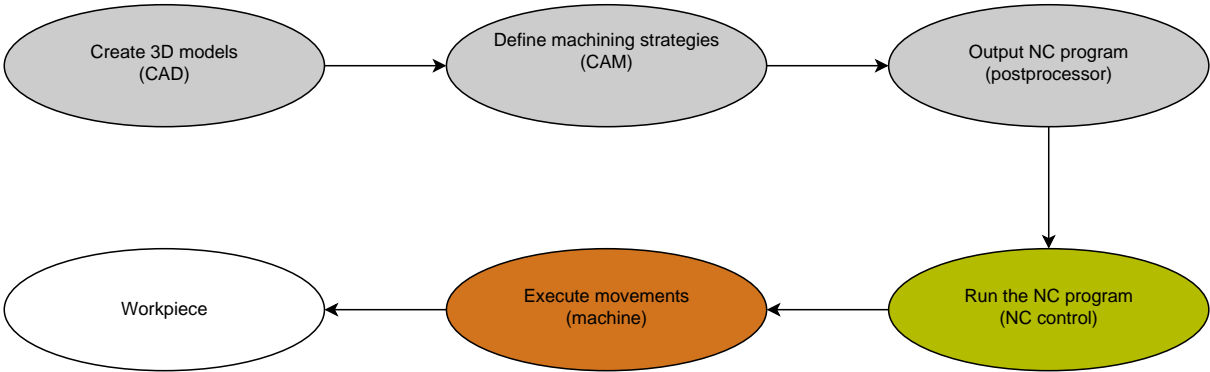 Create 3D models
(CAD)
Define machining strategies
(CAM)
Output NC program
(postprocessor)
Workpiece
Execute movements
(machine)
Run the NC program
(NC control)